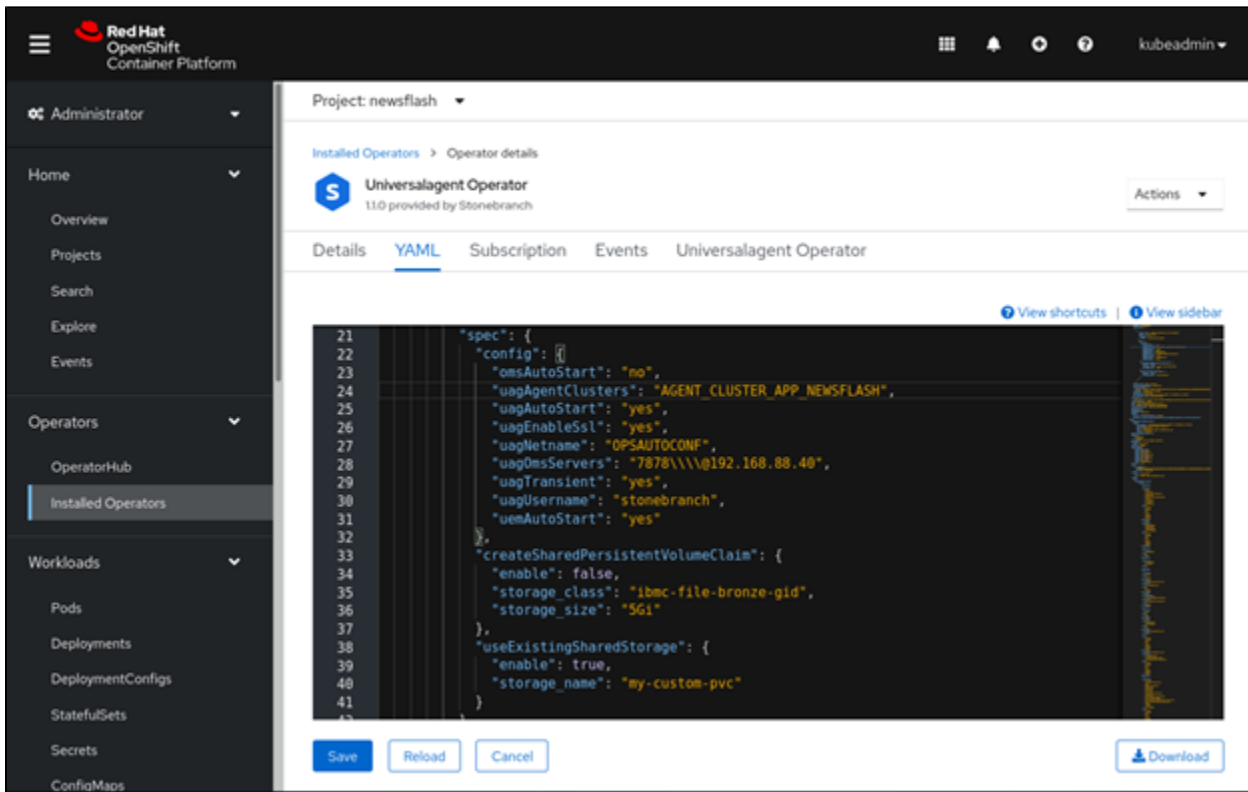 Red Hat
OpenShift
Container Platform
kubeadmin
Administrator
Home
Overview
Projects
Search
Explore
Events
Operators
OperatorHub
Installed Operators
Workloads
Pods
Deployments
DeploymentConfigs
StatefulSets
Secrets
ConfigMaps
Project: newsflash
Installed Operators > Operator details
S
Universalagent Operator
1.1.0 provided by Stonebranch
Actions
Details YAML Subscription Events Universalagent Operator
View shortcuts | View sidebar
21 "spec": {
22 "config": {
23 "omsAutoStart": "no",
24 "uagAgentClusters": "AGENT_CLUSTER_APP_NEWSFLASH",
25 "uagAutoStart": "yes",
26 "uagEnableSsl": "yes",
27 "uagNetname": "OPSAUTOCONF",
28 "uagOmsServers": "7878\\\\@192.168.88.40",
29 "uagTransient": "yes",
30 "uagUsername": "stonebranch",
31 "uemAutoStart": "yes"
32 },
33 "createSharedPersistentVolumeClaim": {
34 "enable": false,
35 "storage_class": "ibmc-file-bronze-gid",
36 "storage_size": "5Gi"
37 },
38 "useExistingSharedStorage": {
39 "enable": true,
40 "storage_name": "my-custom-pvc"
41 }
Save Reload Cancel Download